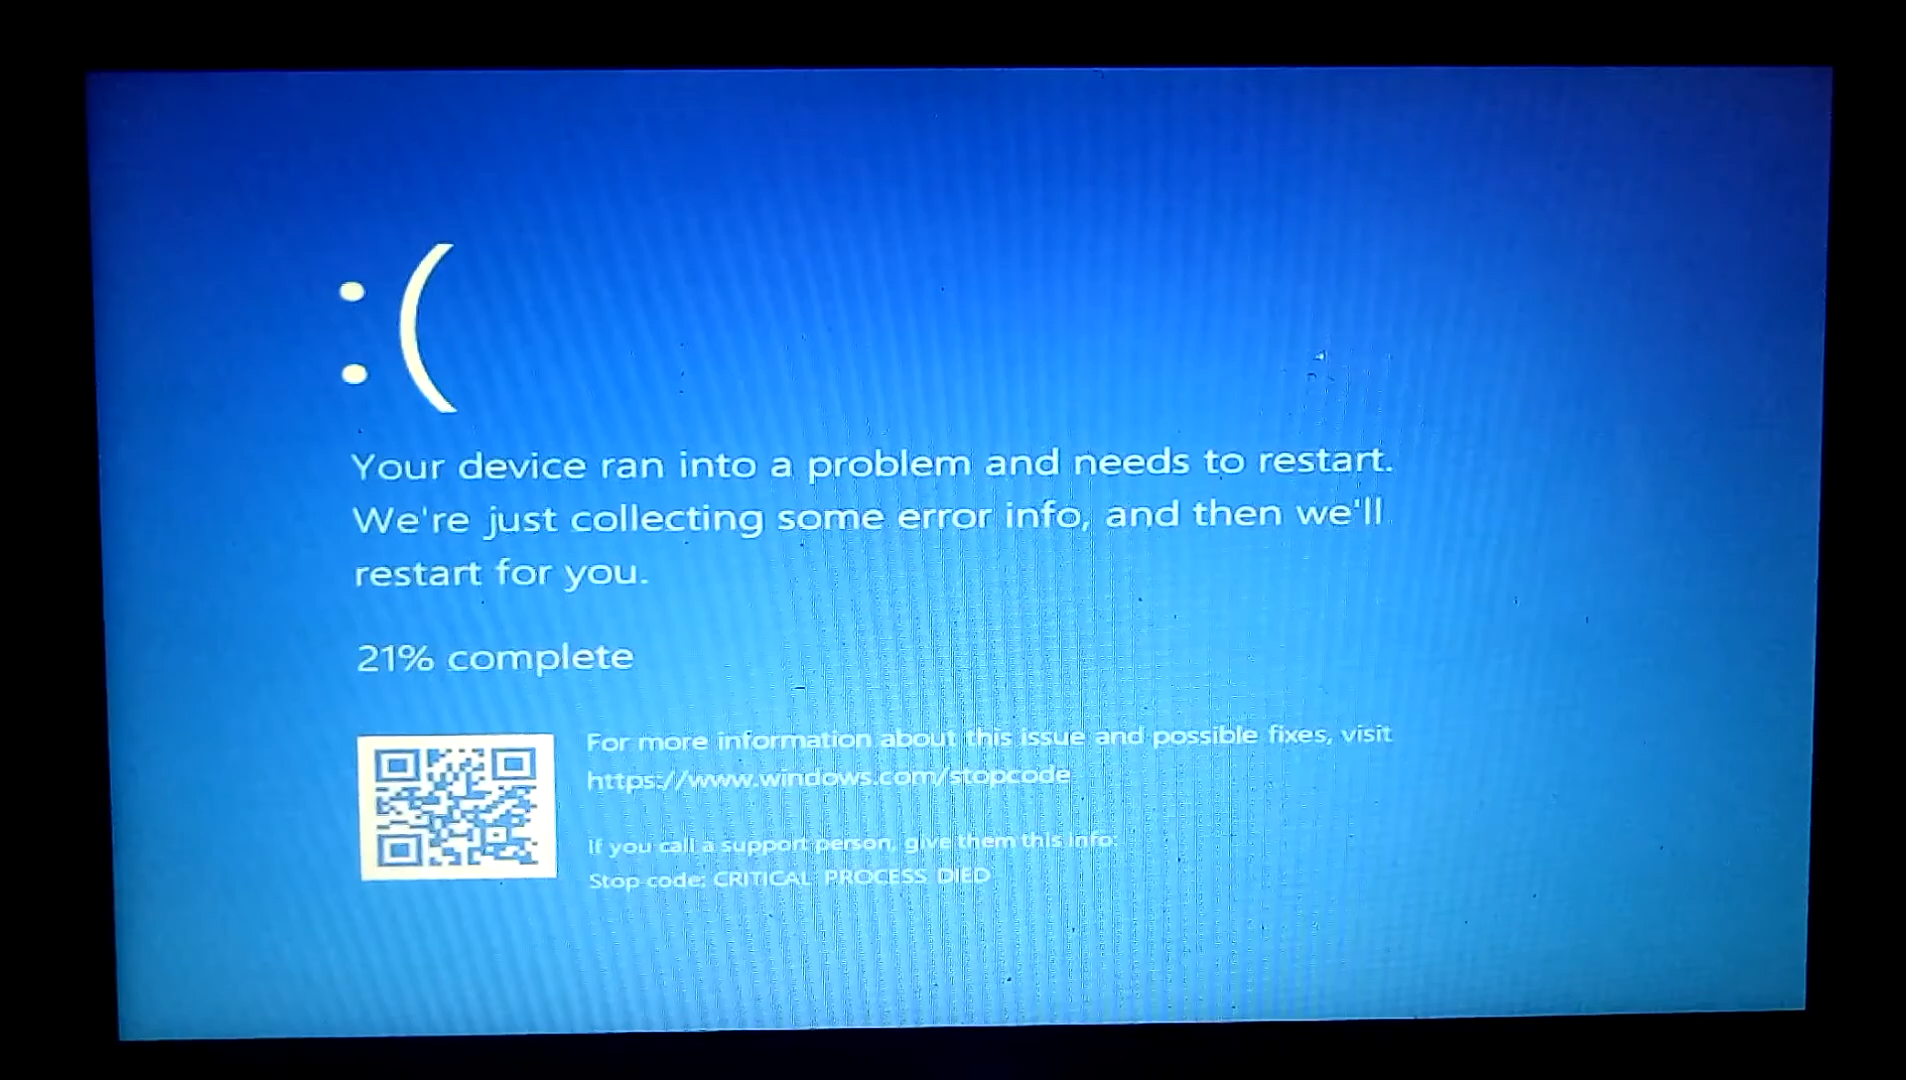 :(
Your device ran into a problem and needs to restart.
We're just collecting some error info, and then we'll
restart for you.
21% complete
For more information about this issue and possible fixes, visit
https://www.windows.com/stopcode
If you call a support person, give them this info:
Stop code: CRITICAL PROCESS DIED